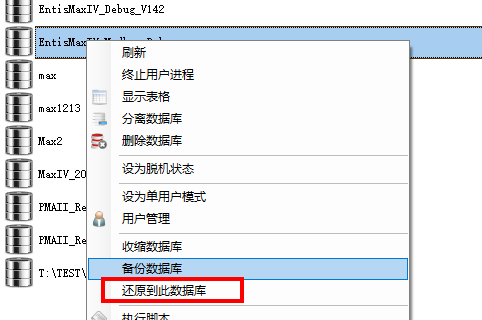 EntisMaxIV_Debug_V142
刷新
终止用户进程
max
显示表格
max1213
分离数据库
Max2
删除数据库
MaxIV_20
设为脱机状态
PMAII_Re
设为单用户模式
用户管理
PMAII_Re
收缩数据库
T:\TEST\
备份数据库
还原到此数据库
执行脚本